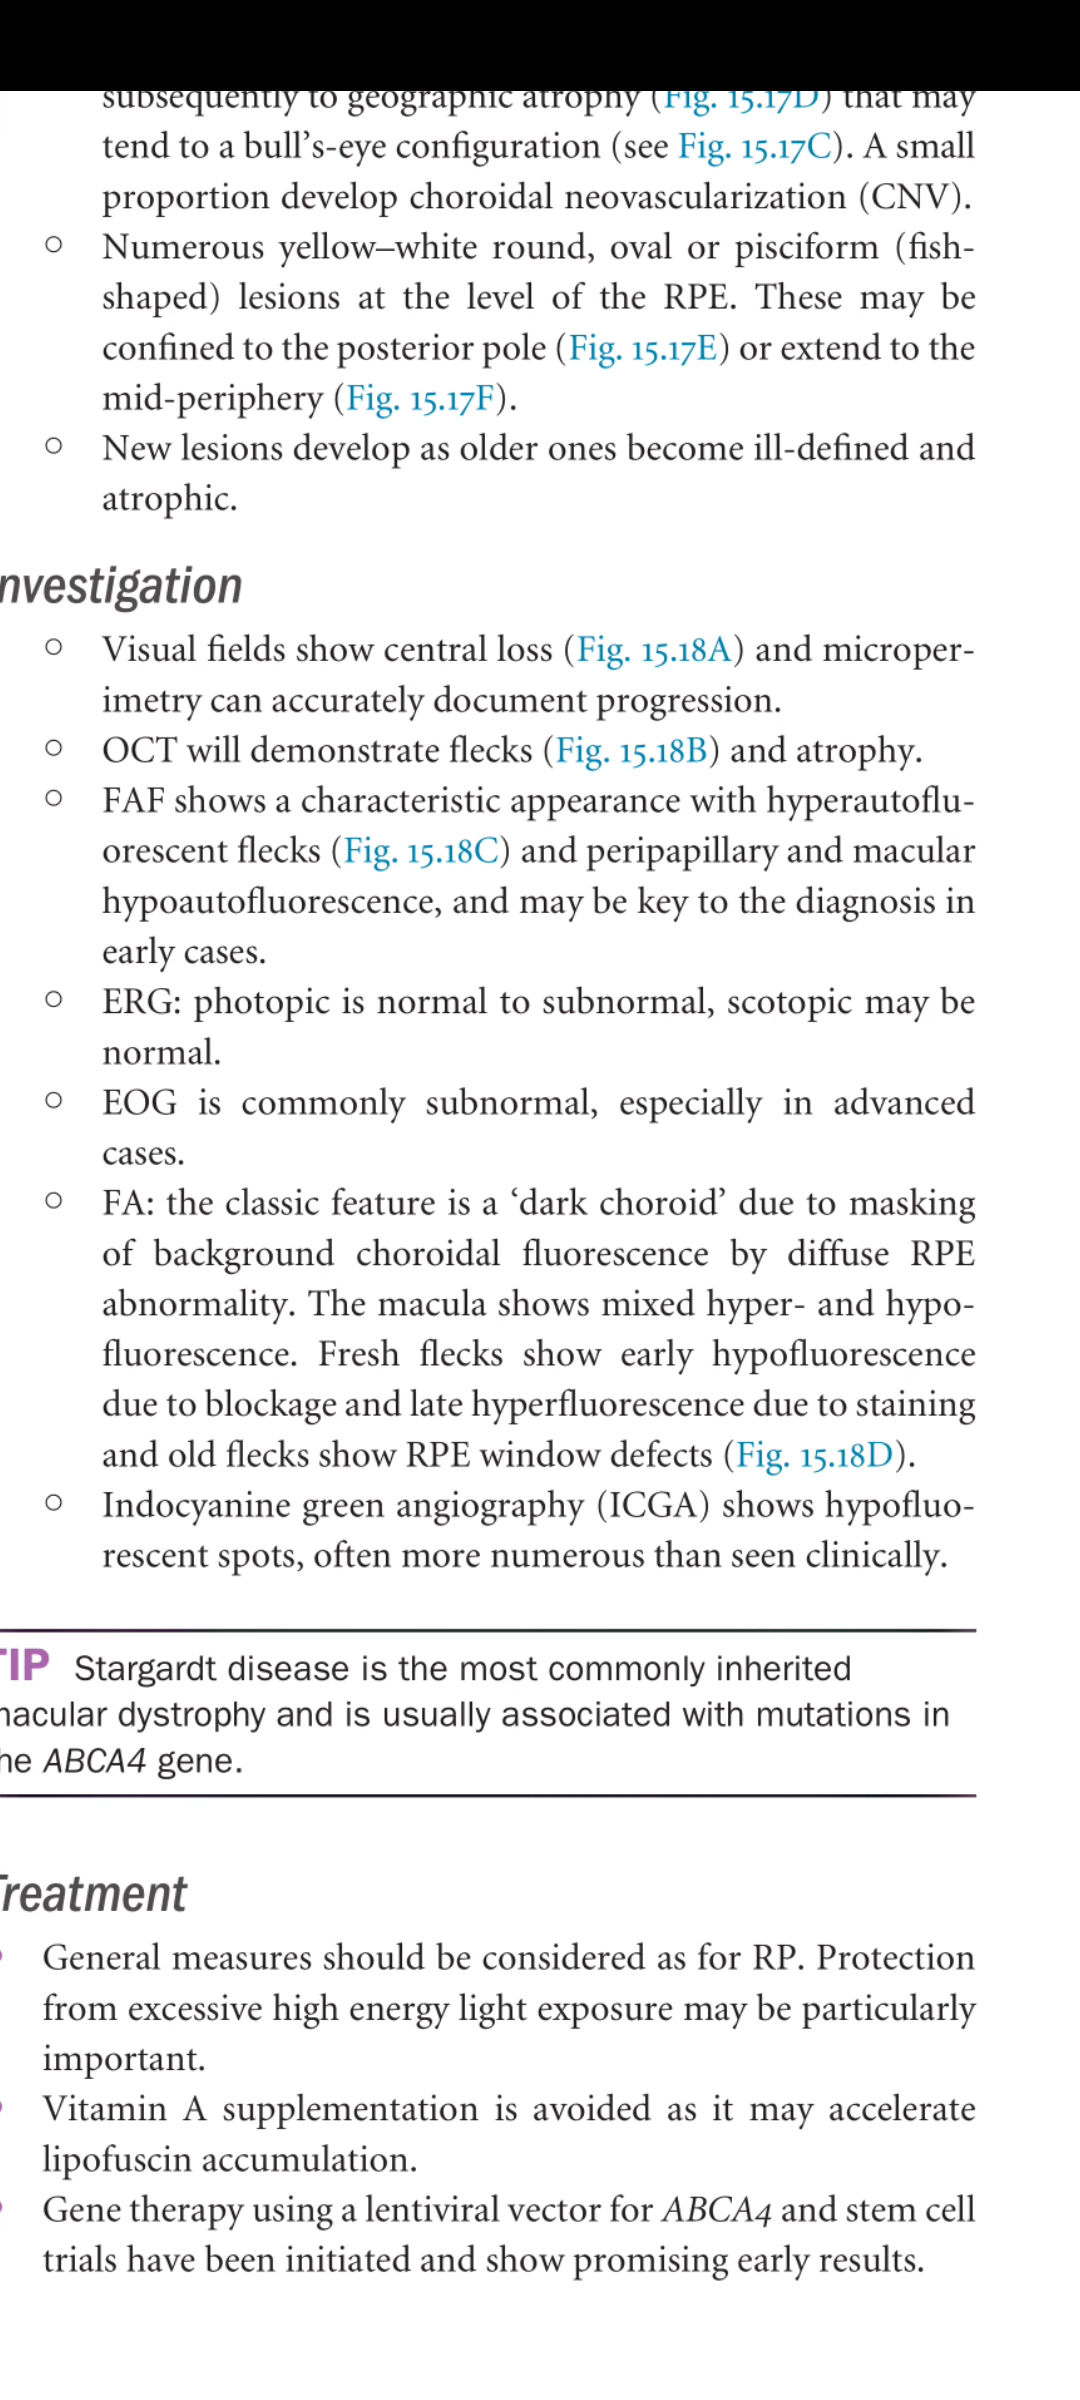 subsequently to geographic atrophy (Fig. 15.17D) that may
tend to a bull's-eye configuration (see Fig. 15.17C). A small
proportion develop choroidal neovascularization (CNV).
○ Numerous yellow–white round, oval or pisciform (fish-
shaped) lesions at the level of the RPE. These may be
confined to the posterior pole (Fig. 15.17E) or extend to the
mid-periphery (Fig. 15.17F).
○ New lesions develop as older ones become ill-defined and
atrophic.
nvestigation
○ Visual fields show central loss (Fig. 15.18A) and microper-
imetry can accurately document progression.
○ OCT will demonstrate flecks (Fig. 15.18B) and atrophy.
○ FAF shows a characteristic appearance with hyperautoflu-
orescent flecks (Fig. 15.18C) and peripapillary and macular
hypoautofluorescence, and may be key to the diagnosis in
early cases.
○ ERG: photopic is normal to subnormal, scotopic may be
normal.
○ EOG is commonly subnormal, especially in advanced
cases.
○ FA: the classic feature is a ‘dark choroid’ due to masking
of background choroidal fluorescence by diffuse RPE
abnormality. The macula shows mixed hyper- and hypo-
fluorescence. Fresh flecks show early hypofluorescence
due to blockage and late hyperfluorescence due to staining
and old flecks show RPE window defects (Fig. 15.18D).
○ Indocyanine green angiography (ICGA) shows hypofluo-
rescent spots, often more numerous than seen clinically.
TIP Stargardt disease is the most commonly inherited
macular dystrophy and is usually associated with mutations in
he ABCA4 gene.
Treatment
• General measures should be considered as for RP. Protection
from excessive high energy light exposure may be particularly
important.
• Vitamin A supplementation is avoided as it may accelerate
lipofuscin accumulation.
• Gene therapy using a lentiviral vector for ABCA4 and stem cell
trials have been initiated and show promising early results.